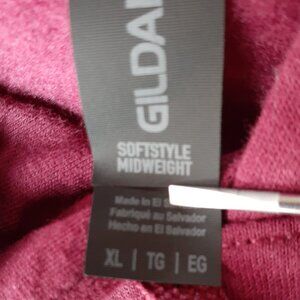 GILDA
SOFTSTYLE
MIDWEIGHT
Made in El S
Fabriqué au Salvador
Hecho en El Salvador
XL | TG | EG